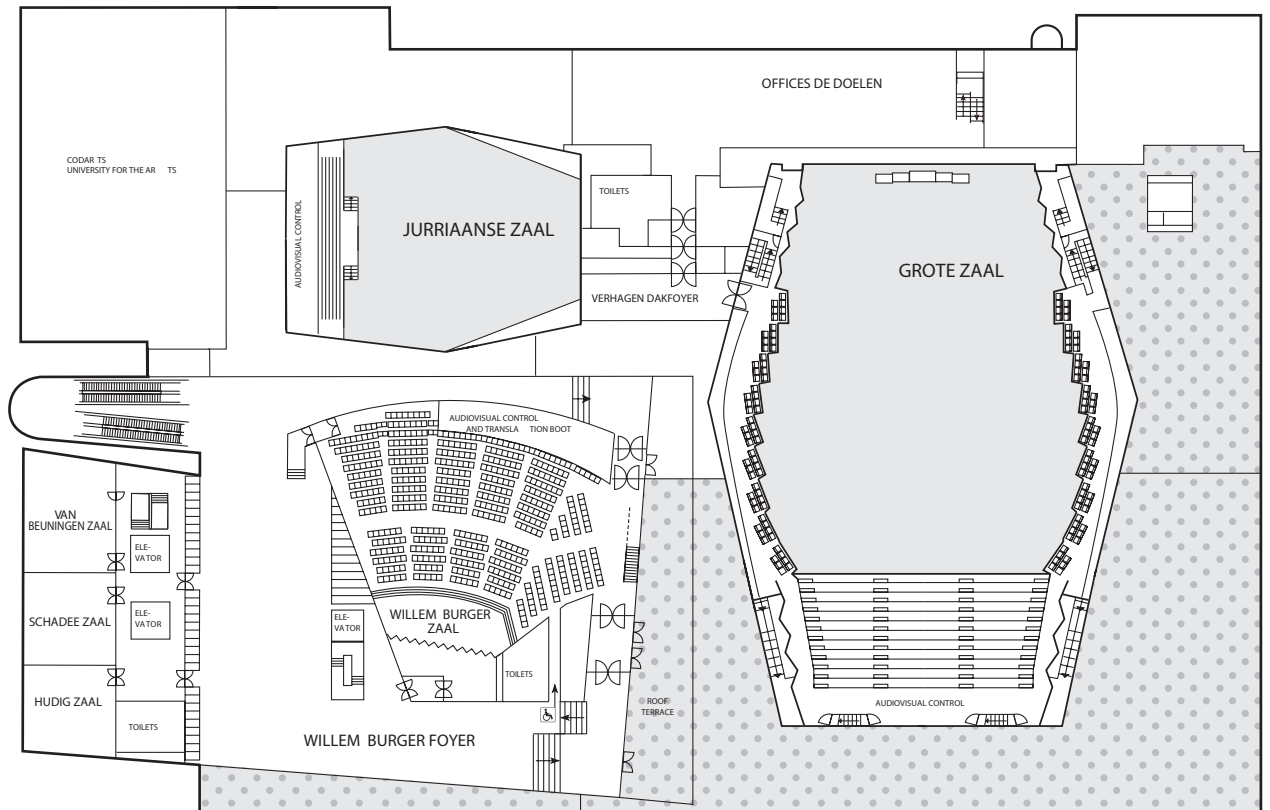 OFFICES DE DOELEN
CODAR TS
UNIVERSITY FOR THE AR TS
TOILETS
AUDIOVISUAL CONTROL
JURRIAANSE ZAAL
GROTE ZAAL
VERHAGEN DAKFOYER
AUDIOVISUAL CONTROL
AND TRANSLA TION BOOT
VAN
BEUNINGEN ZAAL
ELE-
VATOR
SCHADEE ZAAL
ELE-
VATOR
ELE-
VATOR
WILLEM BURGER
ZAAL
TOILETS
HUDIG ZAAL
TOILETS
ROOF
TERRACE
AUDIOVISUAL CONTROL
WILLEM BURGER FOYER